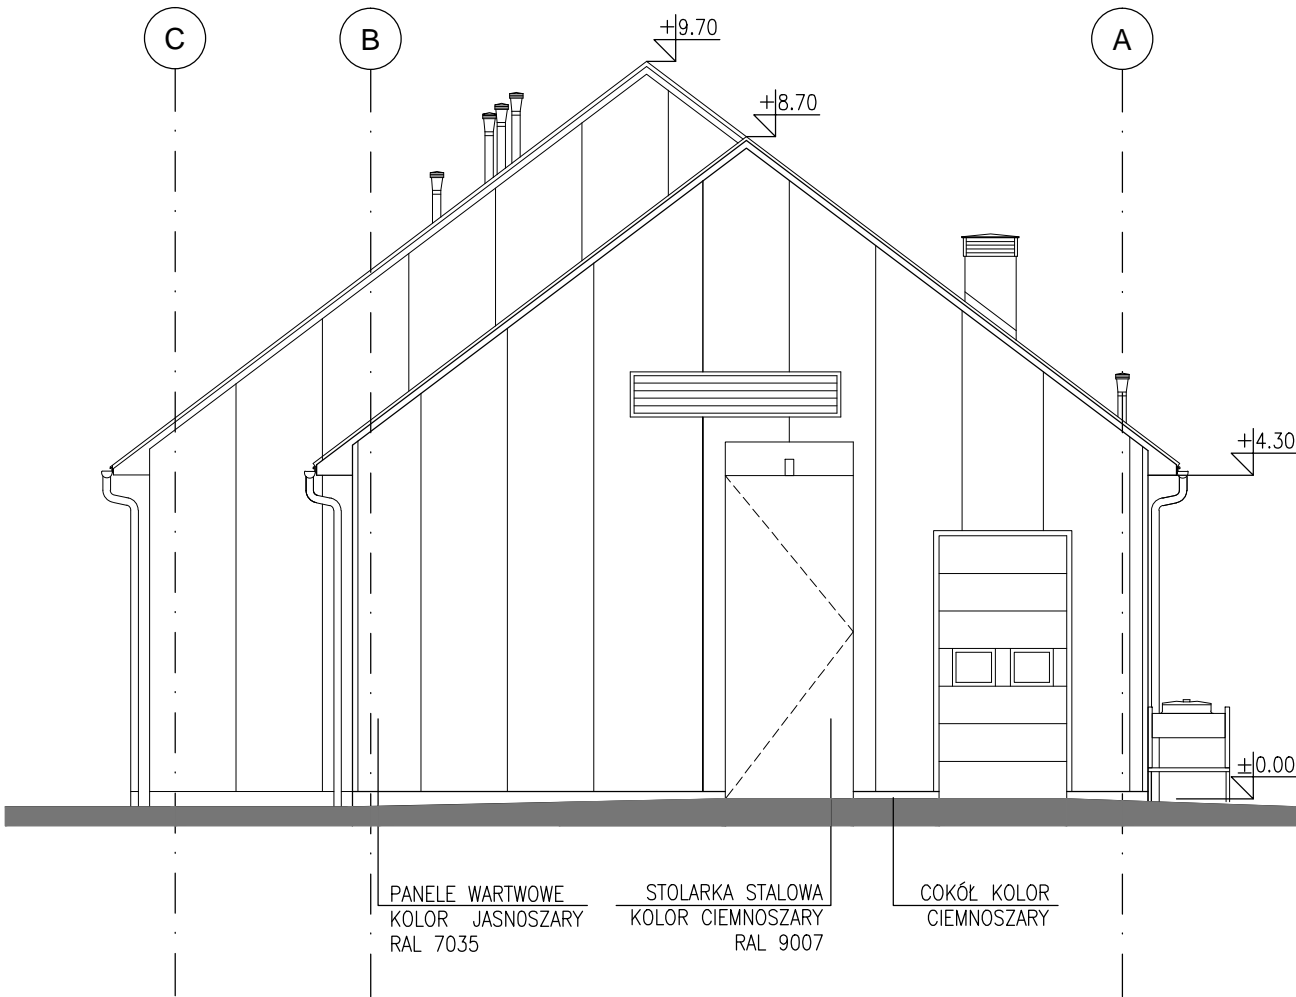 C
B
A
+9.70
+8.70
+4.30
±0.00
PANELE WARTWOWE
KOLOR JASNOSZARY
RAL 7035
STOLARKA STALOWA
KOLOR CIEMNOSZARY
RAL 9007
COKÓŁ KOLOR
CIEMNOSZARY